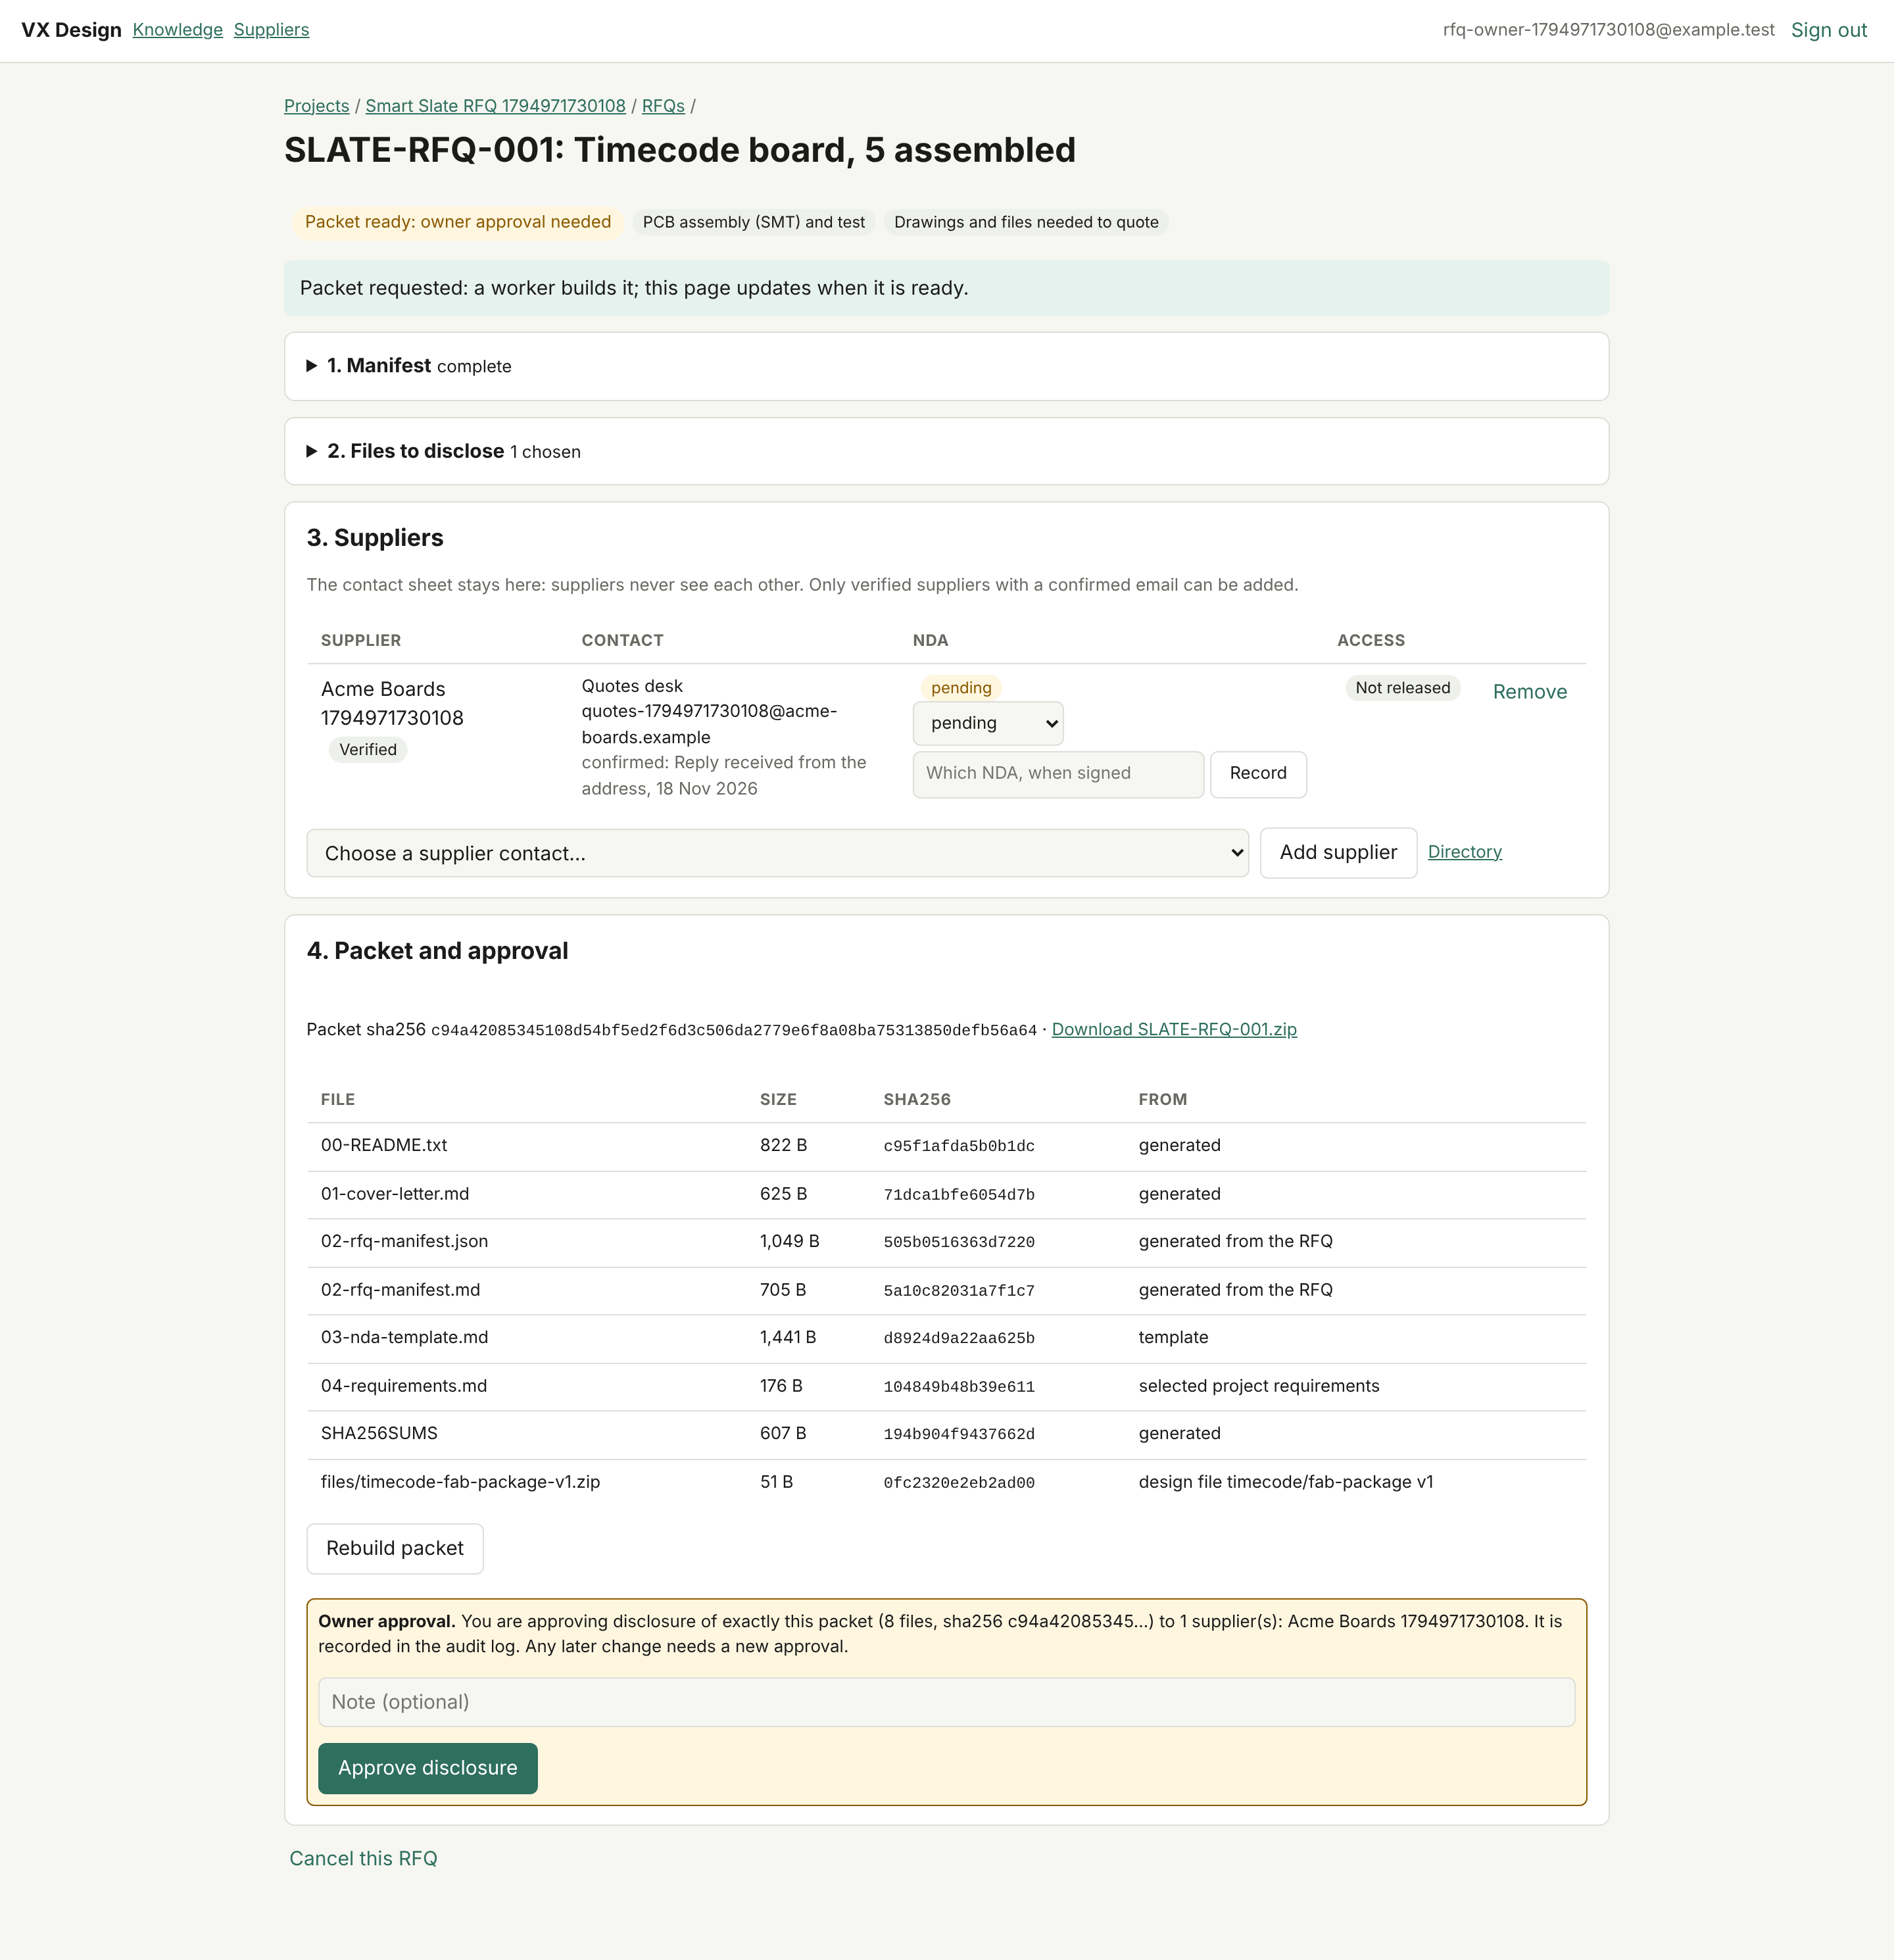 VX Design Knowledge Suppliers rfq-owner-1794971730108@example.test Sign out
Projects / Smart Slate RFQ 1794971730108 / RFQs /
SLATE-RFQ-001: Timecode board, 5 assembled
Packet ready: owner approval needed PCB assembly (SMT) and test Drawings and files needed to quote
Packet requested: a worker builds it; this page updates when it is ready.
1. Manifest complete
2. Files to disclose 1 chosen
3. Suppliers
The contact sheet stays here: suppliers never see each other. Only verified suppliers with a confirmed email can be added.
SUPPLIER CONTACT NDA ACCESS
Acme Boards
1794971730108
Verified
Quotes desk
quotes-1794971730108@acme-
boards.example
confirmed: Reply received from the
address, 18 Nov 2026
pending
pending
Which NDA, when signed Record
Not released Remove
Choose a supplier contact... Add supplier Directory
4. Packet and approval
Packet sha256 c94a42085345108d54bf5ed2f6d3c506da2779e6f8a08ba75313850defb56a64 · Download SLATE-RFQ-001.zip
FILE SIZE SHA256 FROM
00-README.txt 822 B c95f1afda5b0b1dc generated
01-cover-letter.md 625 B 71dca1bfe6054d7b generated
02-rfq-manifest.json 1,049 B 505b0516363d7220 generated from the RFQ
02-rfq-manifest.md 705 B 5a10c82031a7f1c7 generated from the RFQ
03-nda-template.md 1,441 B d8924d9a22aa625b template
04-requirements.md 176 B 104849b48b39e611 selected project requirements
SHA256SUMS 607 B 194b904f9437662d generated
files/timecode-fab-package-v1.zip 51 B 0fc2320e2eb2ad00 design file timecode/fab-package v1
Rebuild packet
Owner approval. You are approving disclosure of exactly this packet (8 files, sha256 c94a42085345...) to 1 supplier(s): Acme Boards 1794971730108. It is
recorded in the audit log. Any later change needs a new approval.
Note (optional)
Approve disclosure
Cancel this RFQ